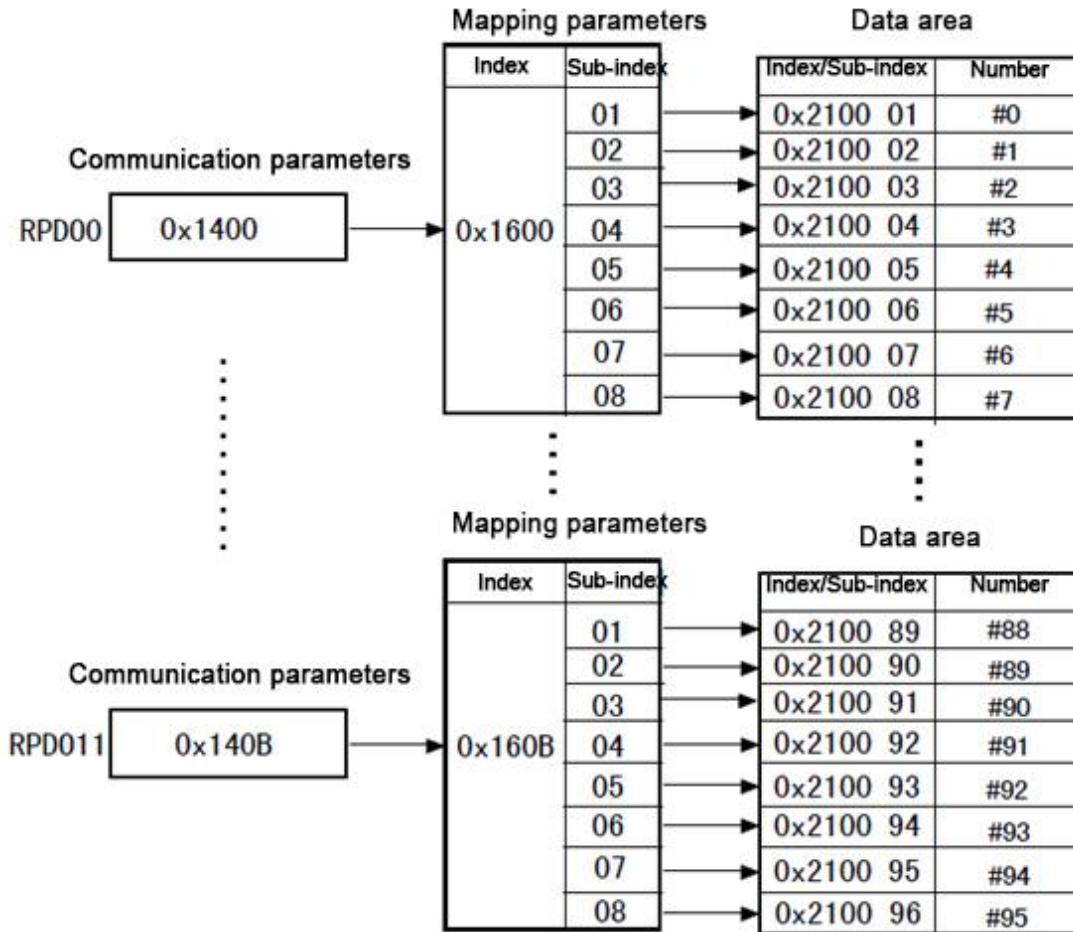 Mapping parameters
Data area
Index Sub-index
Index/Sub-index Number
01 0x2100 01 #0
02 0x2100 02 #1
Communication parameters
03 0x2100 03 #2
RPDO0 0x1400 0x1600 04 0x2100 04 #3
05 0x2100 05 #4
06 0x2100 06 #5
07 0x2100 07 #6
08 0x2100 08 #7
Mapping parameters
Data area
Index Sub-index
Index/Sub-index Number
01 0x2100 89 #88
02 0x2100 90 #89
Communication parameters
03 0x2100 91 #90
RPDO11 0x140B 0x160B 04 0x2100 92 #91
05 0x2100 93 #92
06 0x2100 94 #93
07 0x2100 95 #94
08 0x2100 96 #95